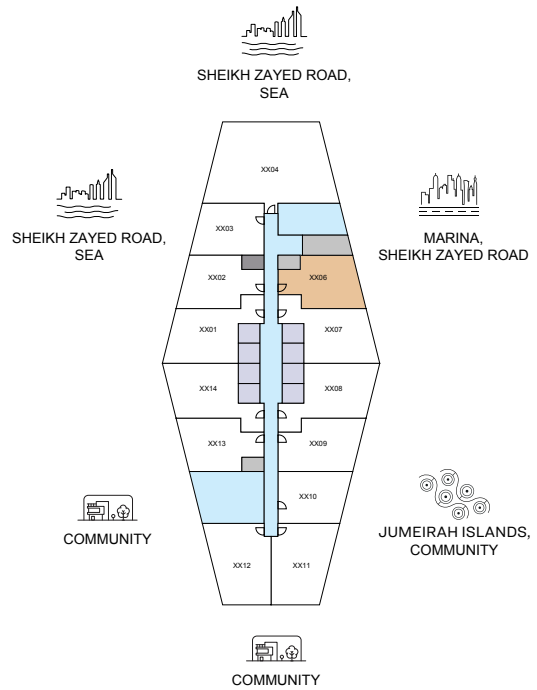 SHEIKH ZAYED ROAD,
SEA
XX04
SHEIKH ZAYED ROAD,
SEA
XX03
MARINA,
SHEIKH ZAYED ROAD
XX02
XX06
XX01
XX07
XX14
XX08
XX13
XX09
XX10
COMMUNITY
JUMEIRAH ISLANDS,
COMMUNITY
XX12
XX11
COMMUNITY